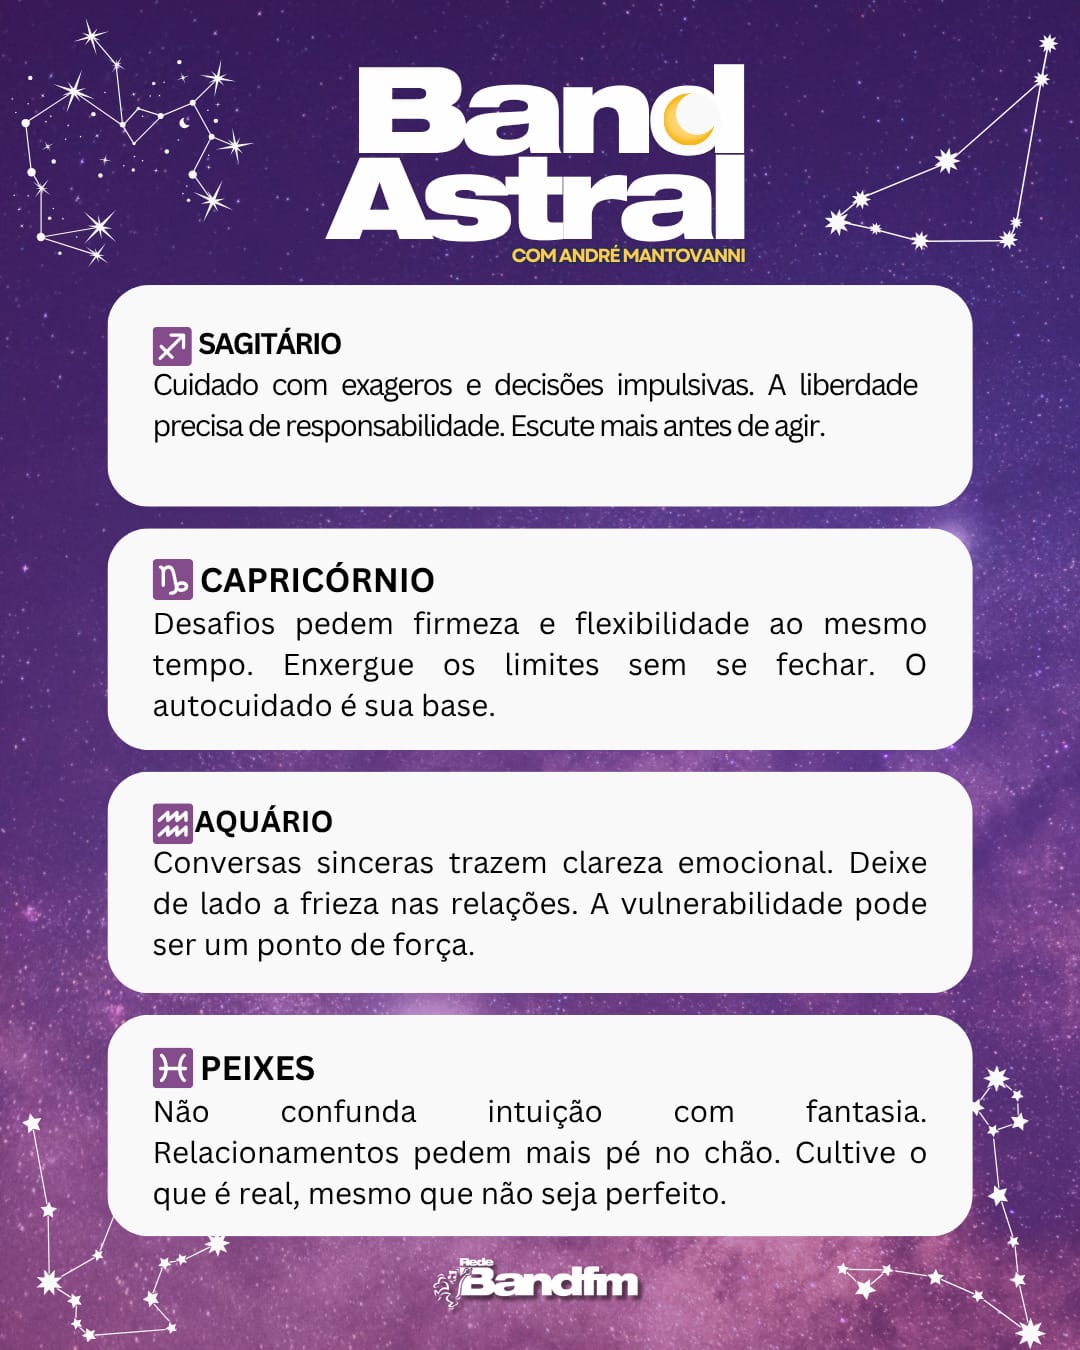 Band
Astral
COM ANDRÉ MANTOVANNI
♐ SAGITÁRIO
Cuidado com exageros e decisões impulsivas. A liberdade
precisa de responsabilidade. Escute mais antes de agir.
♑ CAPRICÓRNIO
Desafios pedem firmeza e flexibilidade ao mesmo
tempo. Enxergue os limites sem se fechar. O
autocuidado é sua base.
♒AQUÁRIO
Conversas sinceras trazem clareza emocional. Deixe
de lado a frieza nas relações. A vulnerabilidade pode
ser um ponto de força.
♓ PEIXES
Não confunda intuição com fantasia.
Relacionamentos pedem mais pé no chão. Cultive o
que é real, mesmo que não seja perfeito.
Rede
Bandfm